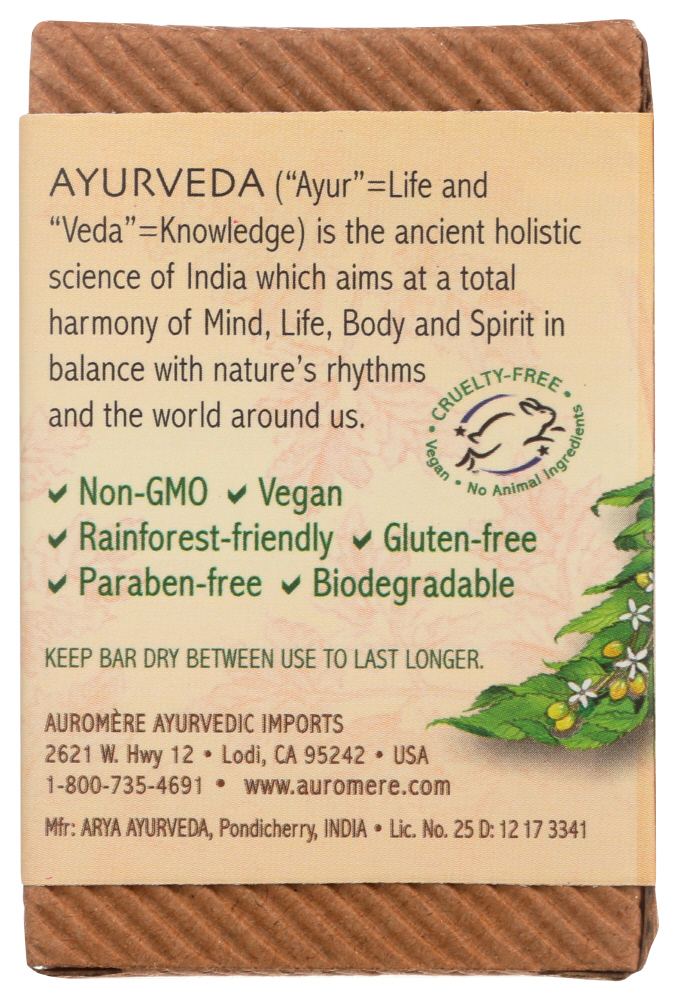 AYURVEDA (“Ayur”=Life and
“Veda”=Knowledge) is the ancient holistic
science of India which aims at a total
harmony of Mind, Life, Body and Spirit in
balance with nature’s rhythms
and the world around us.
• CRUELTY-FREE •
Vegan • No Animal Ingredients
✔ Non-GMO ✔ Vegan
✔ Rainforest-friendly ✔ Gluten-free
✔ Paraben-free ✔ Biodegradable
KEEP BAR DRY BETWEEN USE TO LAST LONGER.
AUROMÈRE AYURVEDIC IMPORTS
2621 W. Hwy 12 • Lodi, CA 95242 • USA
1-800-735-4691 • www.auromere.com
Mfr: ARYA AYURVEDA, Pondicherry, INDIA • Lic. No. 25 D: 12 17 3341